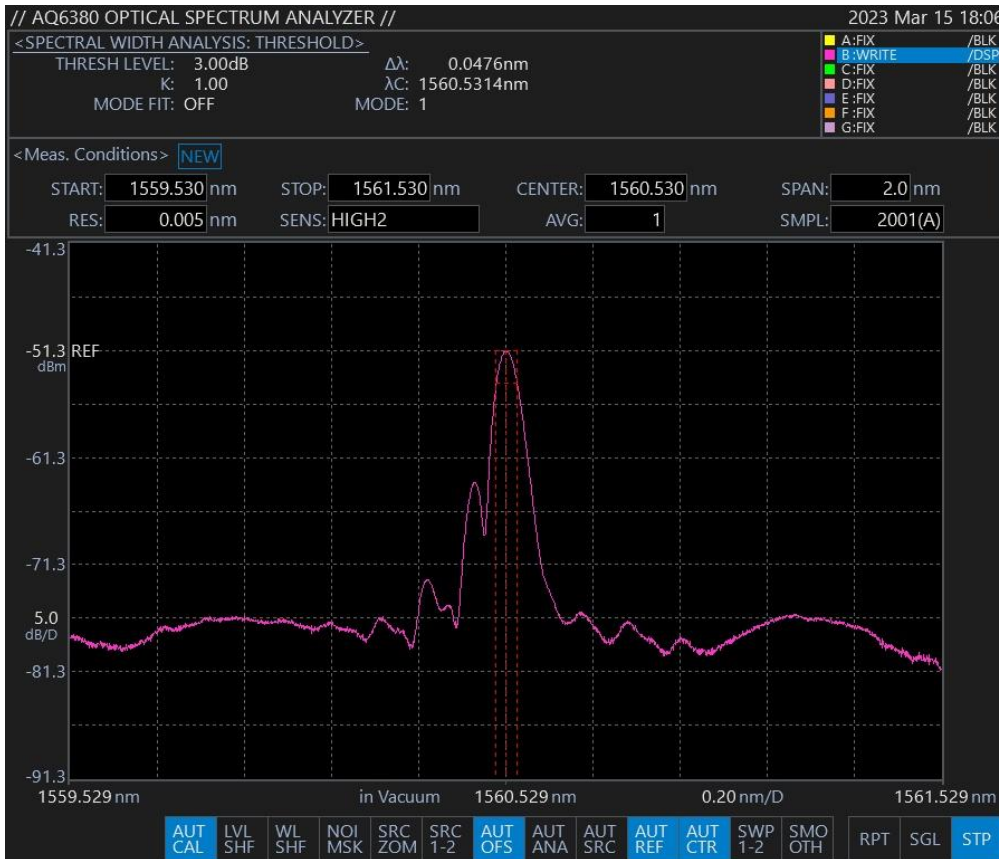 // AQ6380 OPTICAL SPECTRUM ANALYZER // 2023 Mar 15 18:06
<SPECTRAL WIDTH ANALYSIS: THRESHOLD>
THRESH LEVEL: 3.00dB Δλ: 0.0476nm
K: 1.00 λC: 1560.5314nm
MODE FIT: OFF MODE: 1
A:FIX /BLK
B:WRITE /DSP
C:FIX /BLK
D:FIX /BLK
E:FIX /BLK
F:FIX /BLK
G:FIX /BLK
<Meas. Conditions> NEW
START: 1559.530 nm STOP: 1561.530 nm CENTER: 1560.530 nm SPAN: 2.0 nm
RES: 0.005 nm SENS: HIGH2 AVG: 1 SMPL: 2001(A)
-41.3
-51.3 REF
dBm
-61.3
-71.3
5.0
dB/D
-81.3
-91.3
1559.529 nm in Vacuum 1560.529 nm 0.20 nm/D 1561.529 nm
AUT CAL
LVL SHF
WL SHF
NOI MSK
SRC ZOM
SRC 1-2
AUT OFS
AUT ANA
AUT SRC
AUT REF
AUT CTR
SWP 1-2
SMO OTH
RPT
SGL
STP